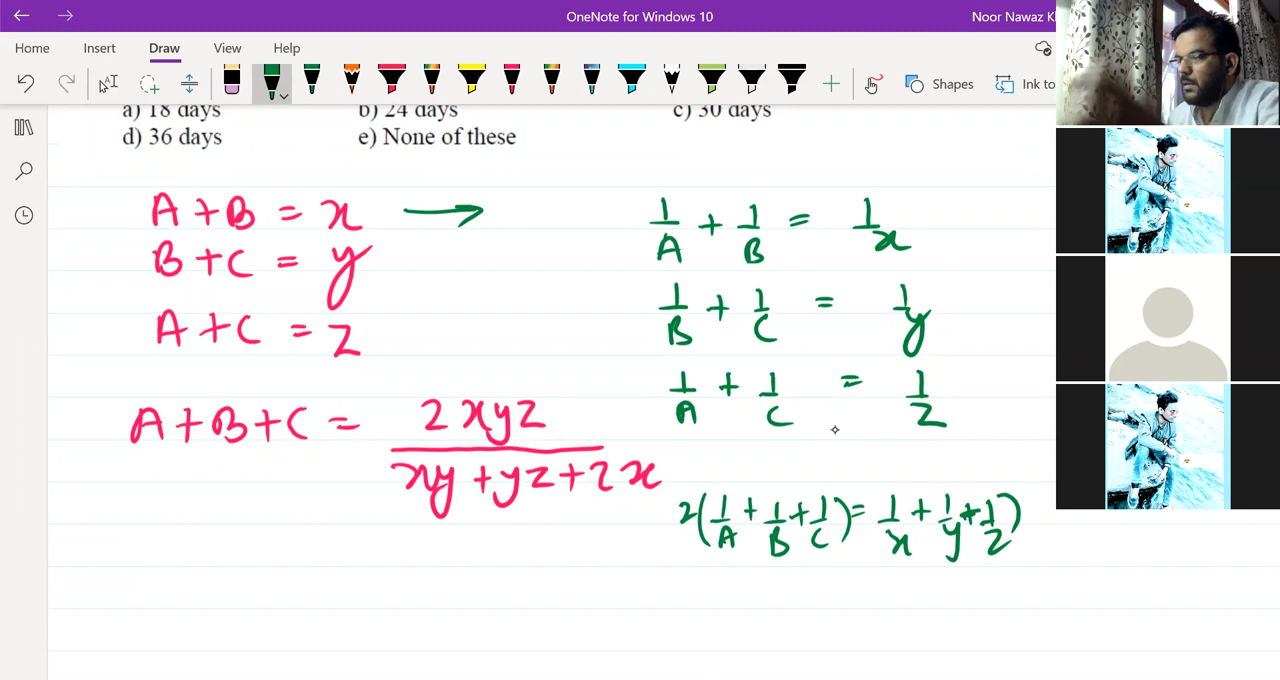 OneNote for Windows 10
Noor Nawaz Kh
Home Insert Draw View Help
Shapes
Ink to
a) 18 days b) 24 days c) 30 days
d) 36 days e) None of these
A + B = x → 1/A + 1/B = 1/x
B + C = y 1/B + 1/C = 1/y
A + C = z 1/A + 1/C = 1/z
A + B + C = 2xyz/(xy + yz + zx)
2(1/A + 1/B + 1/C) = 1/x + 1/y + 1/z)